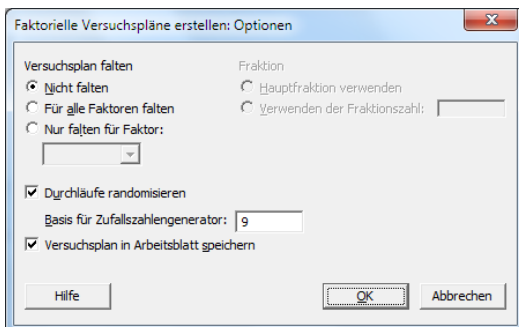 Faktorielle Versuchspläne erstellen: Optionen
Versuchsplan falten
Nicht falten
Für alle Faktoren falten
Nur falten für Faktor:
Fraktion
Hauptfraktion verwenden
Verwenden der Fraktionszahl:
Durchläufe randomisieren
Basis für Zufallszahlengenerator: 9
Versuchsplan in Arbeitsblatt speichern
Hilfe OK Abbrechen